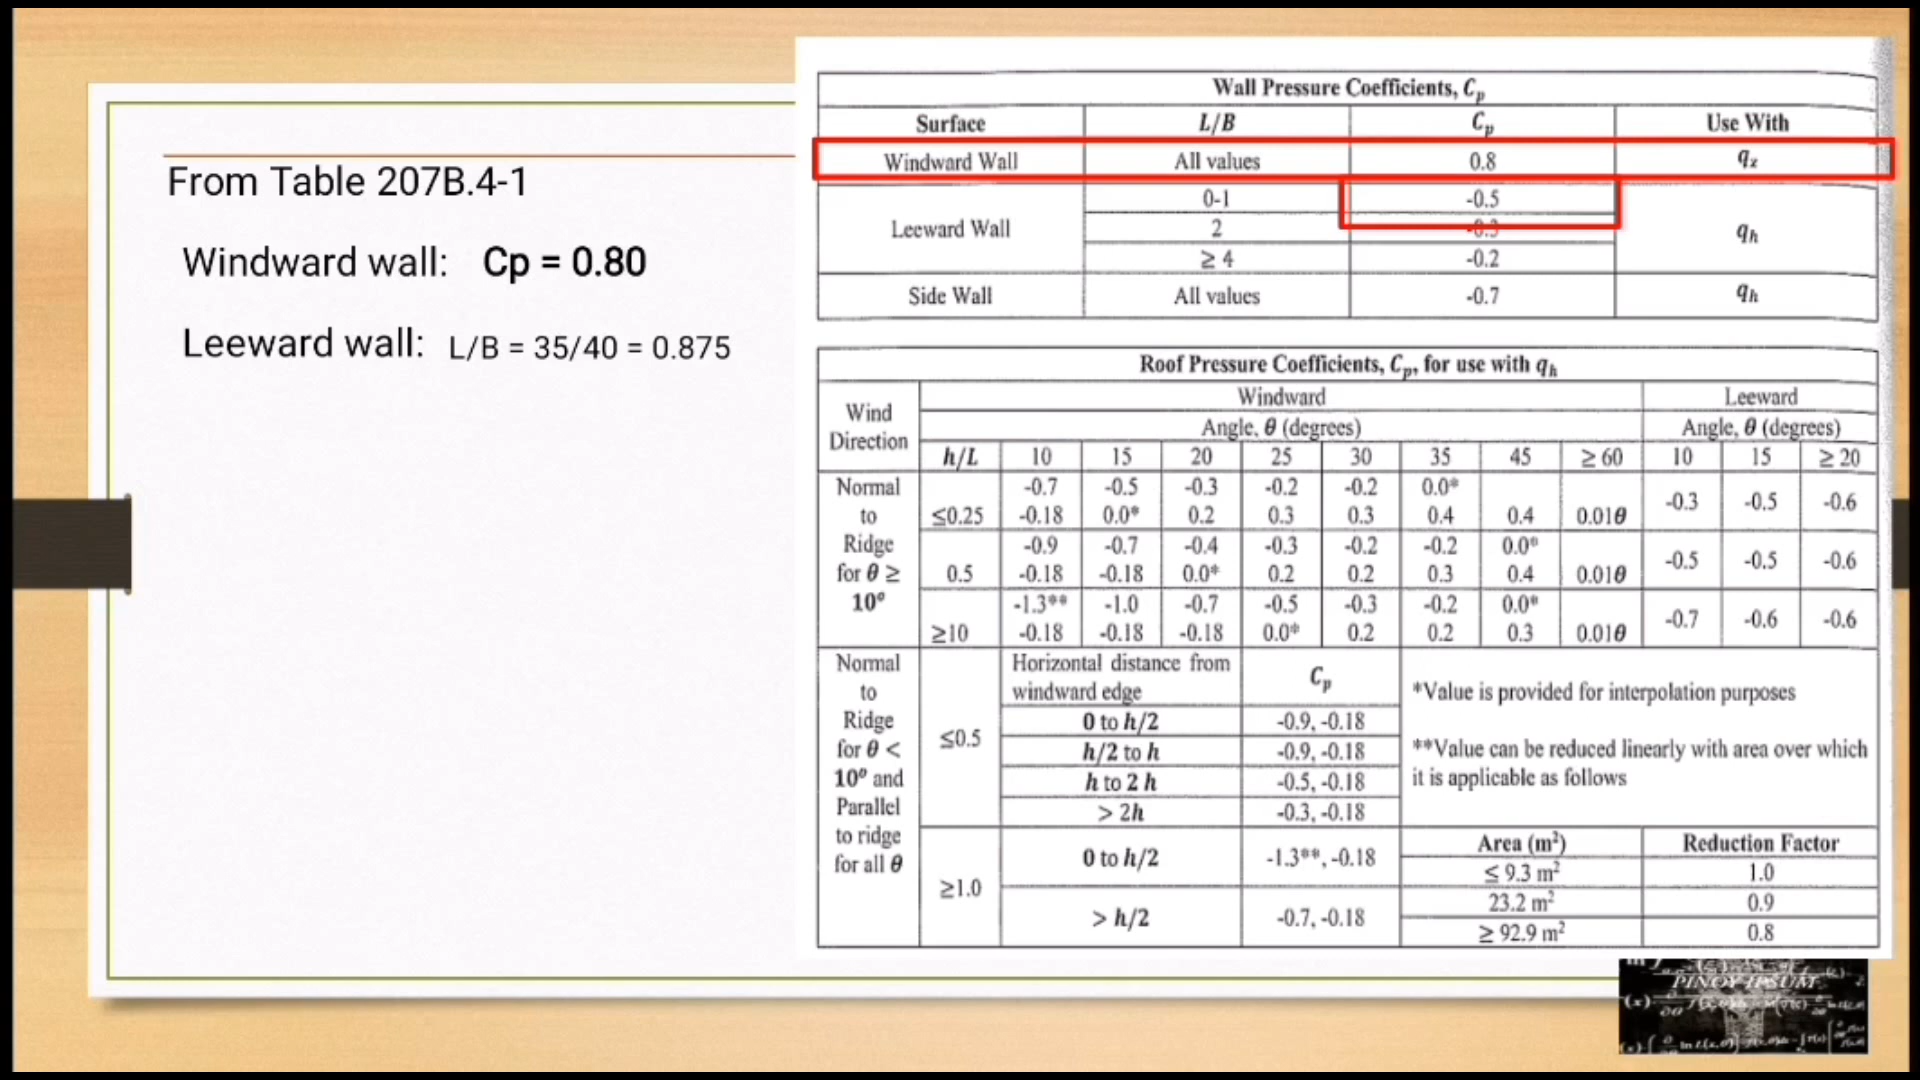 From Table 207B.4-1
Windward wall: Cp = 0.80
Leeward wall: L/B = 35/40 = 0.875
Wall Pressure Coefficients, Cp
Surface L/B Cp Use With
Windward Wall All values 0.8 qz
Leeward Wall 0-1 -0.5 qh
2 -0.3
≥ 4 -0.2
Side Wall All values -0.7 qh
Roof Pressure Coefficients, Cp, for use with qh
Wind Direction Windward Leeward
Angle, θ (degrees) Angle, θ (degrees)
h/L 10 15 20 25 30 35 45 ≥ 60 10 15 ≥ 20
Normal to Ridge for θ ≥ 10°
≤0.25 -0.7 -0.5 -0.3 -0.2 -0.2 0.0* -0.3 -0.5 -0.6
-0.18 0.0* 0.2 0.3 0.3 0.4 0.4 0.01θ
0.5 -0.9 -0.7 -0.4 -0.3 -0.2 -0.2 0.0* -0.5 -0.5 -0.6
-0.18 -0.18 0.0* 0.2 0.2 0.3 0.4 0.01θ
≥10 -1.3** -1.0 -0.7 -0.5 -0.3 -0.2 0.0* -0.7 -0.6 -0.6
-0.18 -0.18 -0.18 0.0* 0.2 0.2 0.3 0.01θ
Normal to Ridge for θ < 10° and Parallel to ridge for all θ
Horizontal distance from windward edge Cp
≤0.5 0 to h/2 -0.9, -0.18
h/2 to h -0.9, -0.18
h to 2 h -0.5, -0.18
> 2h -0.3, -0.18
≥1.0 0 to h/2 -1.3**, -0.18
> h/2 -0.7, -0.18
*Value is provided for interpolation purposes
**Value can be reduced linearly with area over which
it is applicable as follows
Area (m²) Reduction Factor
≤ 9.3 m² 1.0
23.2 m² 0.9
≥ 92.9 m² 0.8
PINOY IPSUM